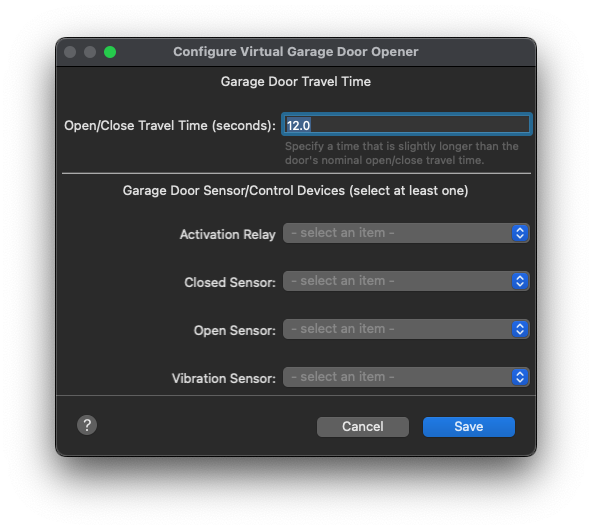 Configure Virtual Garage Door Opener
Garage Door Travel Time
Open/Close Travel Time (seconds): 12.0
Specify a time that is slightly longer than the
door's nominal open/close travel time.
Garage Door Sensor/Control Devices (select at least one)
Activation Relay - select an item -
Closed Sensor: - select an item -
Open Sensor: - select an item -
Vibration Sensor: - select an item -
? Cancel Save